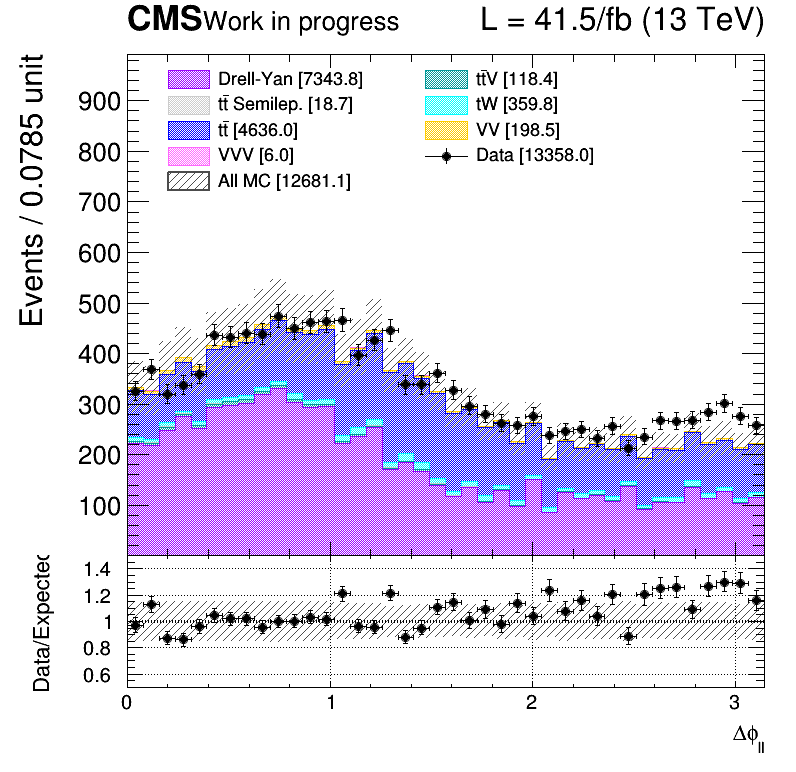 CMS Work in progress L = 41.5/fb (13 TeV)
Events / 0.0785 unit
Drell-Yan [7343.8]
tt̄ Semilep. [18.7]
tt̄ [4636.0]
VVV [6.0]
All MC [12681.1]
tt̄V [118.4]
tW [359.8]
VV [198.5]
Data [13358.0]
900
800
700
600
500
400
300
200
100
Data/Expected
1.4
1.2
1
0.8
0.6
0 1 2 3
Δϕll